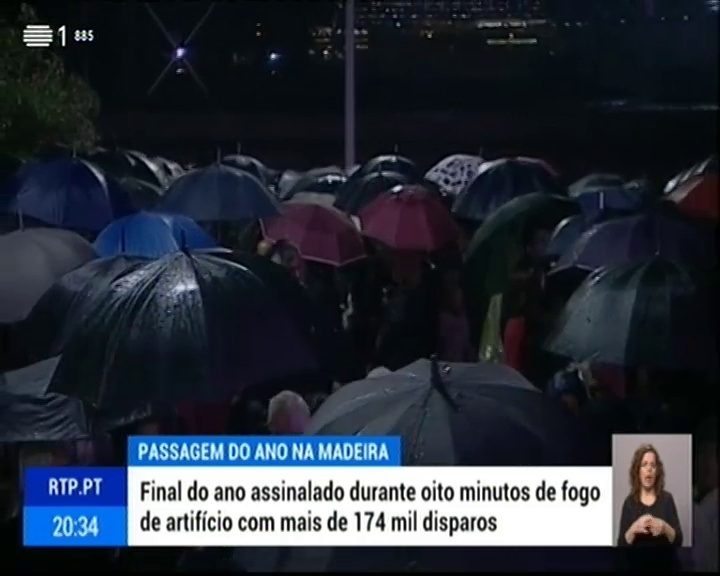 1 885
PASSAGEM DO ANO NA MADEIRA
RTP.PT
20:34
Final do ano assinalado durante oito minutos de fogo
de artifício com mais de 174 mil disparos